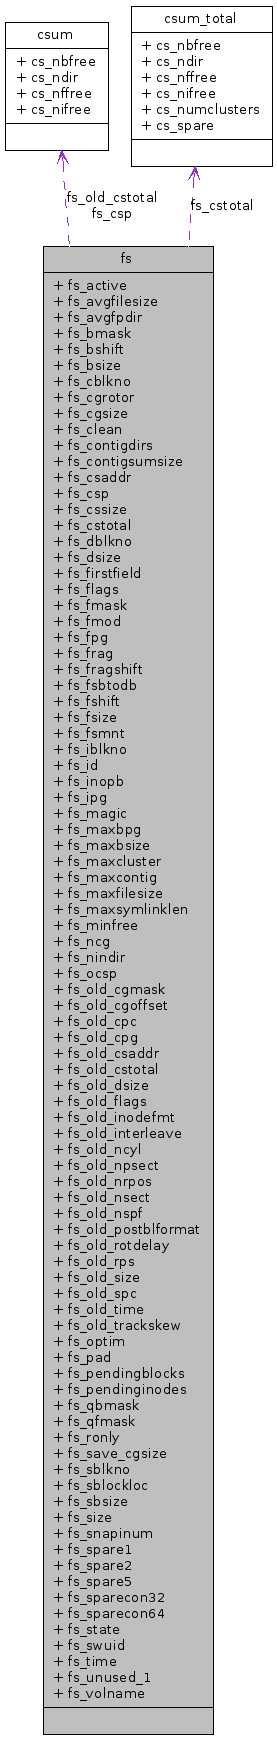 csum
+ cs_nbfree
+ cs_ndir
+ cs_nffree
+ cs_nifree
csum_total
+ cs_nbfree
+ cs_ndir
+ cs_nffree
+ cs_nifree
+ cs_numclusters
+ cs_spare
fs_old_cstotal
fs_csp
fs_cstotal
fs
+ fs_active
+ fs_avgfilesize
+ fs_avgfpdir
+ fs_bmask
+ fs_bshift
+ fs_bsize
+ fs_cblkno
+ fs_cgrotor
+ fs_cgsize
+ fs_clean
+ fs_contigdirs
+ fs_contigsumsize
+ fs_csaddr
+ fs_csp
+ fs_cssize
+ fs_cstotal
+ fs_dblkno
+ fs_dsize
+ fs_firstfield
+ fs_flags
+ fs_fmask
+ fs_fmod
+ fs_fpg
+ fs_frag
+ fs_fragshift
+ fs_fsbtodb
+ fs_fshift
+ fs_fsize
+ fs_fsmnt
+ fs_iblkno
+ fs_id
+ fs_inopb
+ fs_ipg
+ fs_magic
+ fs_maxbpg
+ fs_maxbsize
+ fs_maxcluster
+ fs_maxcontig
+ fs_maxfilesize
+ fs_maxsymlinklen
+ fs_minfree
+ fs_ncg
+ fs_nindir
+ fs_ocsp
+ fs_old_cgmask
+ fs_old_cgoffset
+ fs_old_cpc
+ fs_old_cpg
+ fs_old_csaddr
+ fs_old_cstotal
+ fs_old_dsize
+ fs_old_flags
+ fs_old_inodefmt
+ fs_old_interleave
+ fs_old_ncyl
+ fs_old_npsect
+ fs_old_nrpos
+ fs_old_nsect
+ fs_old_nspf
+ fs_old_postblformat
+ fs_old_rotdelay
+ fs_old_rps
+ fs_old_size
+ fs_old_spc
+ fs_old_time
+ fs_old_trackskew
+ fs_optim
+ fs_pad
+ fs_pendingblocks
+ fs_pendinginodes
+ fs_qbmask
+ fs_qfmask
+ fs_ronly
+ fs_save_cgsize
+ fs_sblkno
+ fs_sblockloc
+ fs_sbsize
+ fs_size
+ fs_snapinum
+ fs_spare1
+ fs_spare2
+ fs_spare5
+ fs_sparecon32
+ fs_sparecon64
+ fs_state
+ fs_swuid
+ fs_time
+ fs_unused_1
+ fs_volname